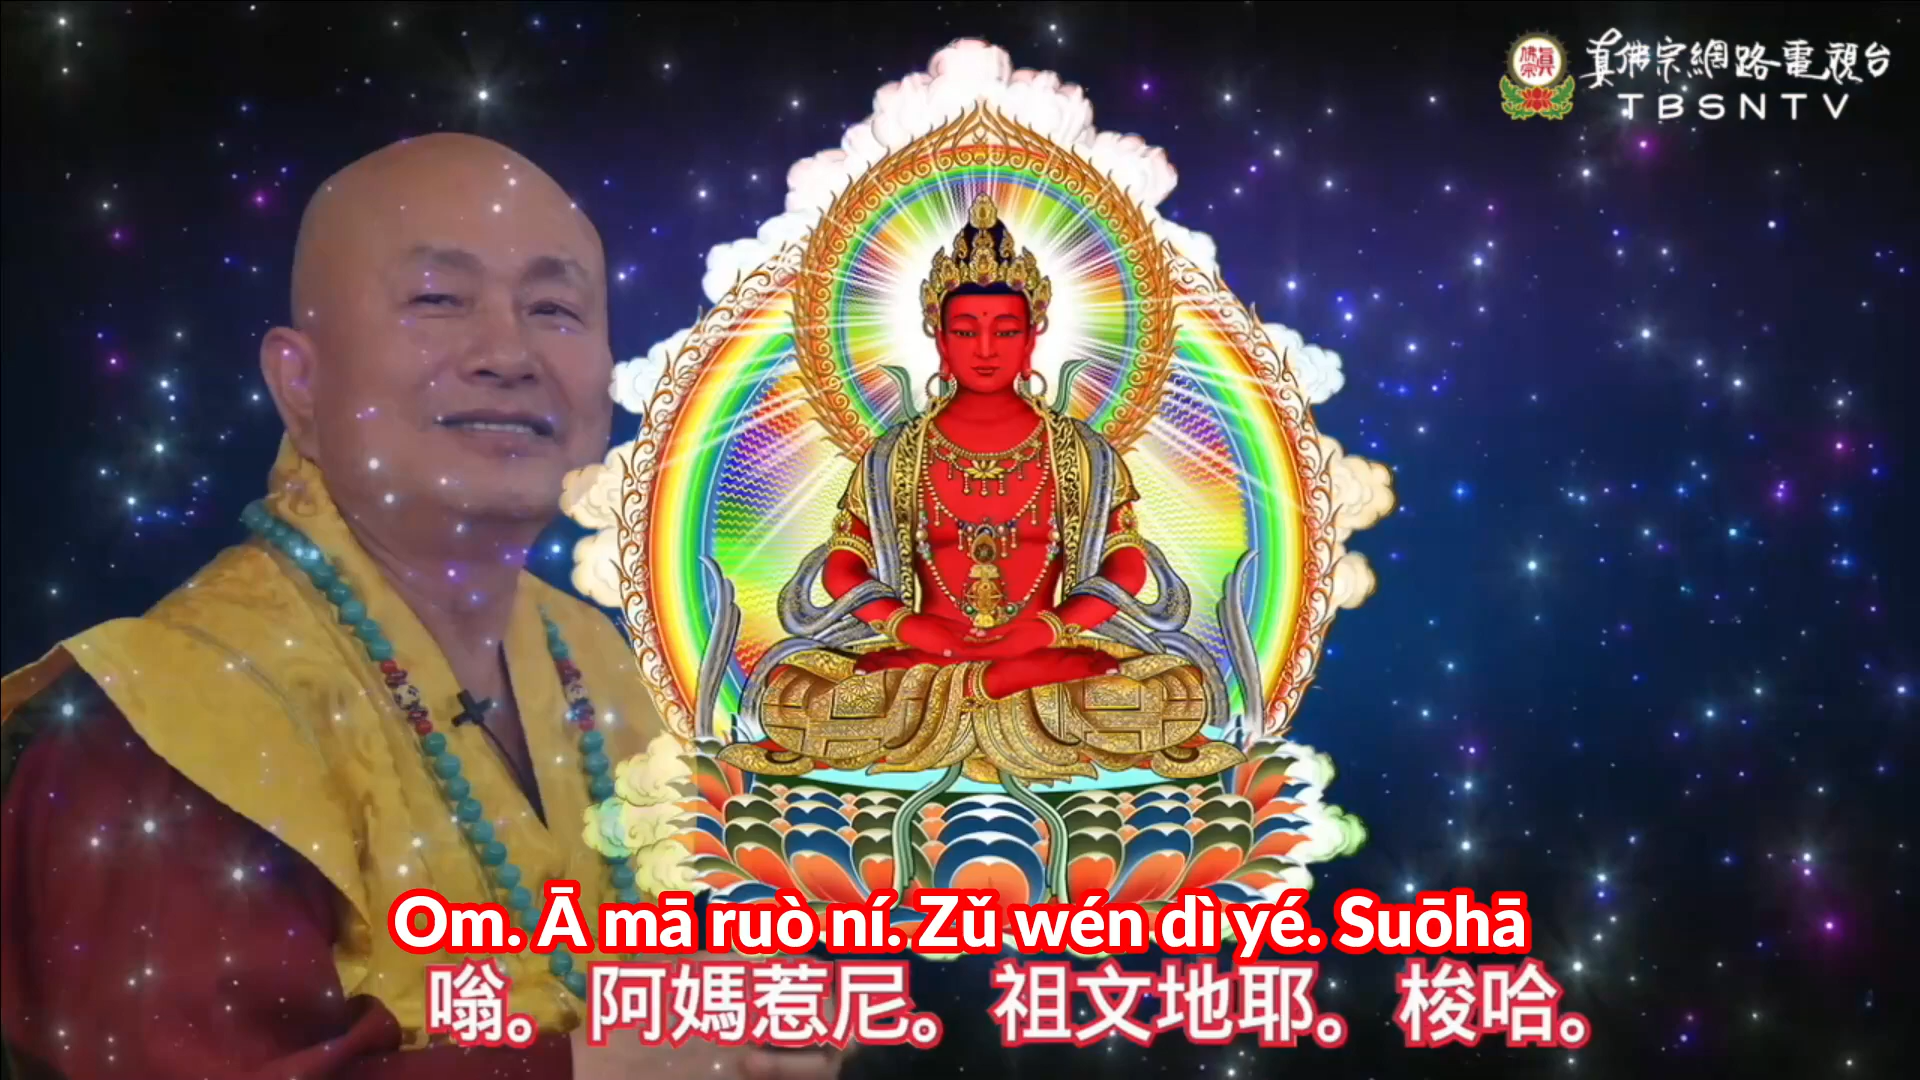 真佛宗網路電視台
TBSNTV
Om. Ā mā ruò ní. Zǔ wén dì yé. Suōhā
嗡。阿媽惹尼。祖文地耶。梭哈。